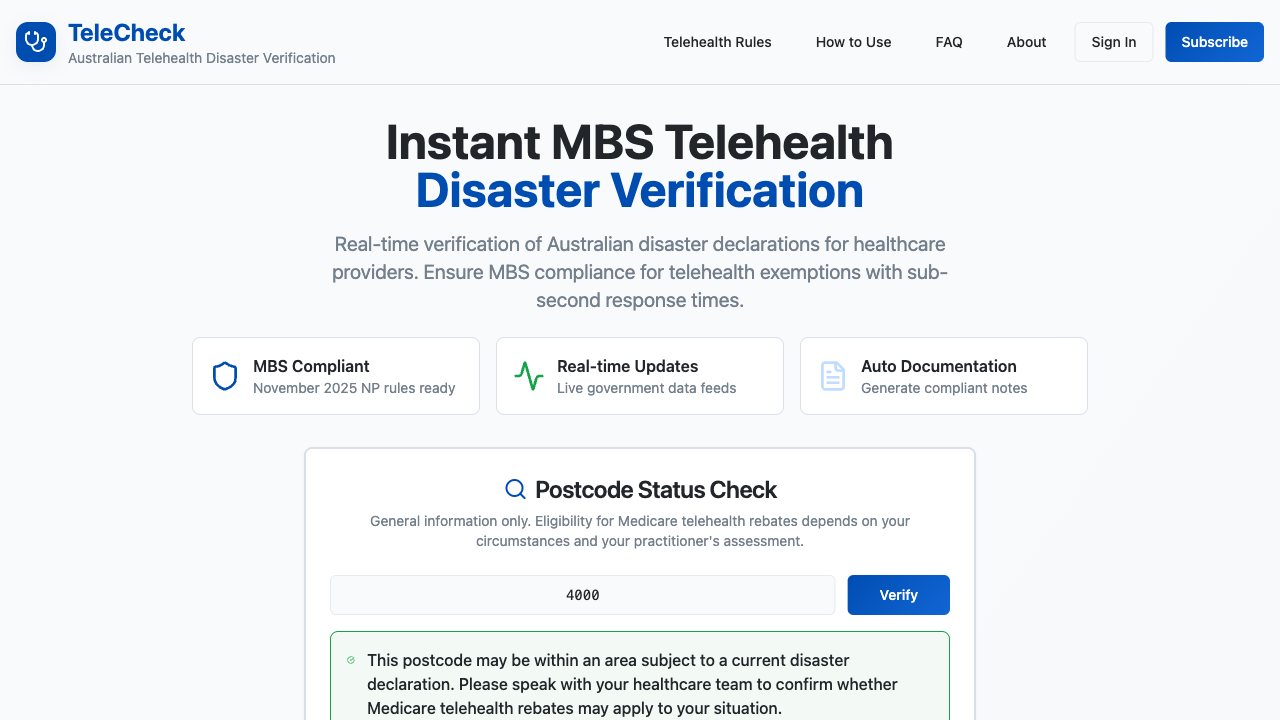 TeleCheck
Australian Telehealth Disaster Verification
Telehealth Rules
How to Use
FAQ
About
Sign In
Subscribe
Instant MBS Telehealth
Disaster Verification
Real-time verification of Australian disaster declarations for healthcare
providers. Ensure MBS compliance for telehealth exemptions with sub-
second response times.
MBS Compliant
November 2025 NP rules ready
Real-time Updates
Live government data feeds
Auto Documentation
Generate compliant notes
Postcode Status Check
General information only. Eligibility for Medicare telehealth rebates depends on your
circumstances and your practitioner's assessment.
4000
Verify
This postcode may be within an area subject to a current disaster
declaration. Please speak with your healthcare team to confirm whether
Medicare telehealth rebates may apply to your situation.